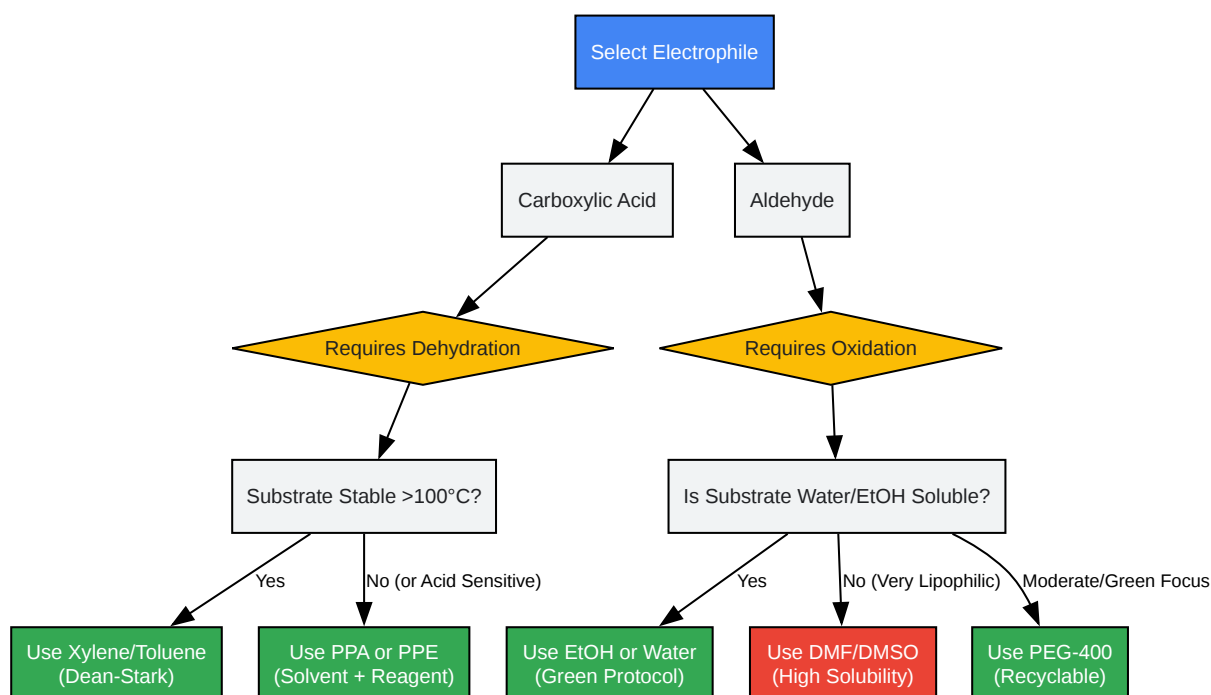 Select Electrophile
Carboxylic Acid
Aldehyde
Requires Dehydration
Requires Oxidation
Substrate Stable >100°C?
Is Substrate Water/EtOH Soluble?
Yes
No (or Acid Sensitive)
Yes
No (Very Lipophilic)
Moderate/Green Focus
Use Xylene/Toluene
(Dean-Stark)
Use PPA or PPE
(Solvent + Reagent)
Use EtOH or Water
(Green Protocol)
Use DMF/DMSO
(High Solubility)
Use PEG-400
(Recyclable)